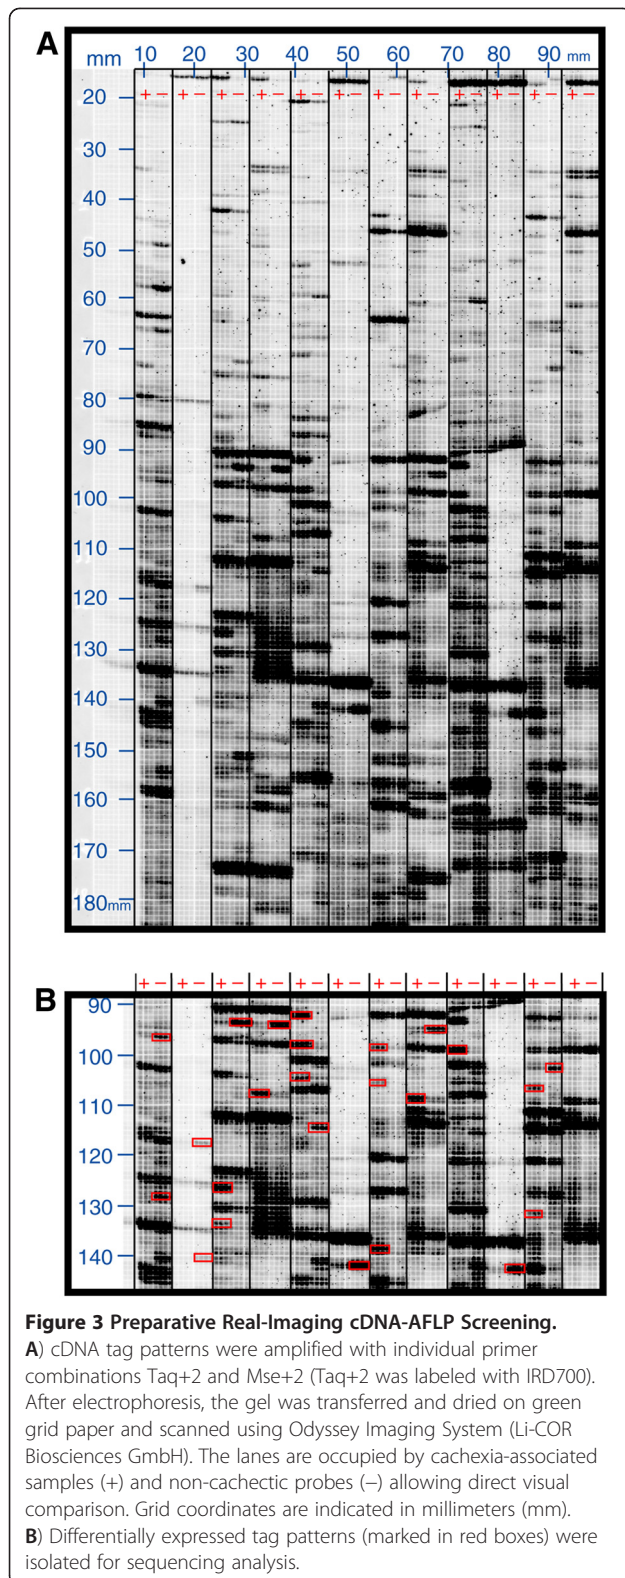 A
mm 10 20 30 40 50 60 70 80 90 mm
+ − + − + − + − + − + − + − + − + − + − + − + −
20
30
40
50
60
70
80
90
100
110
120
130
140
150
160
170
180mm
+ − + − + − + − + − + − + − + − + − + − + − + −
B
90
100
110
120
130
140
Figure 3 Preparative Real-Imaging cDNA-AFLP Screening.
A) cDNA tag patterns were amplified with individual primer
combinations Taq+2 and Mse+2 (Taq+2 was labeled with IRD700).
After electrophoresis, the gel was transferred and dried on green
grid paper and scanned using Odyssey Imaging System (Li-COR
Biosciences GmbH). The lanes are occupied by cachexia-associated
samples (+) and non-cachectic probes (−) allowing direct visual
comparison. Grid coordinates are indicated in millimeters (mm).
B) Differentially expressed tag patterns (marked in red boxes) were
isolated for sequencing analysis.